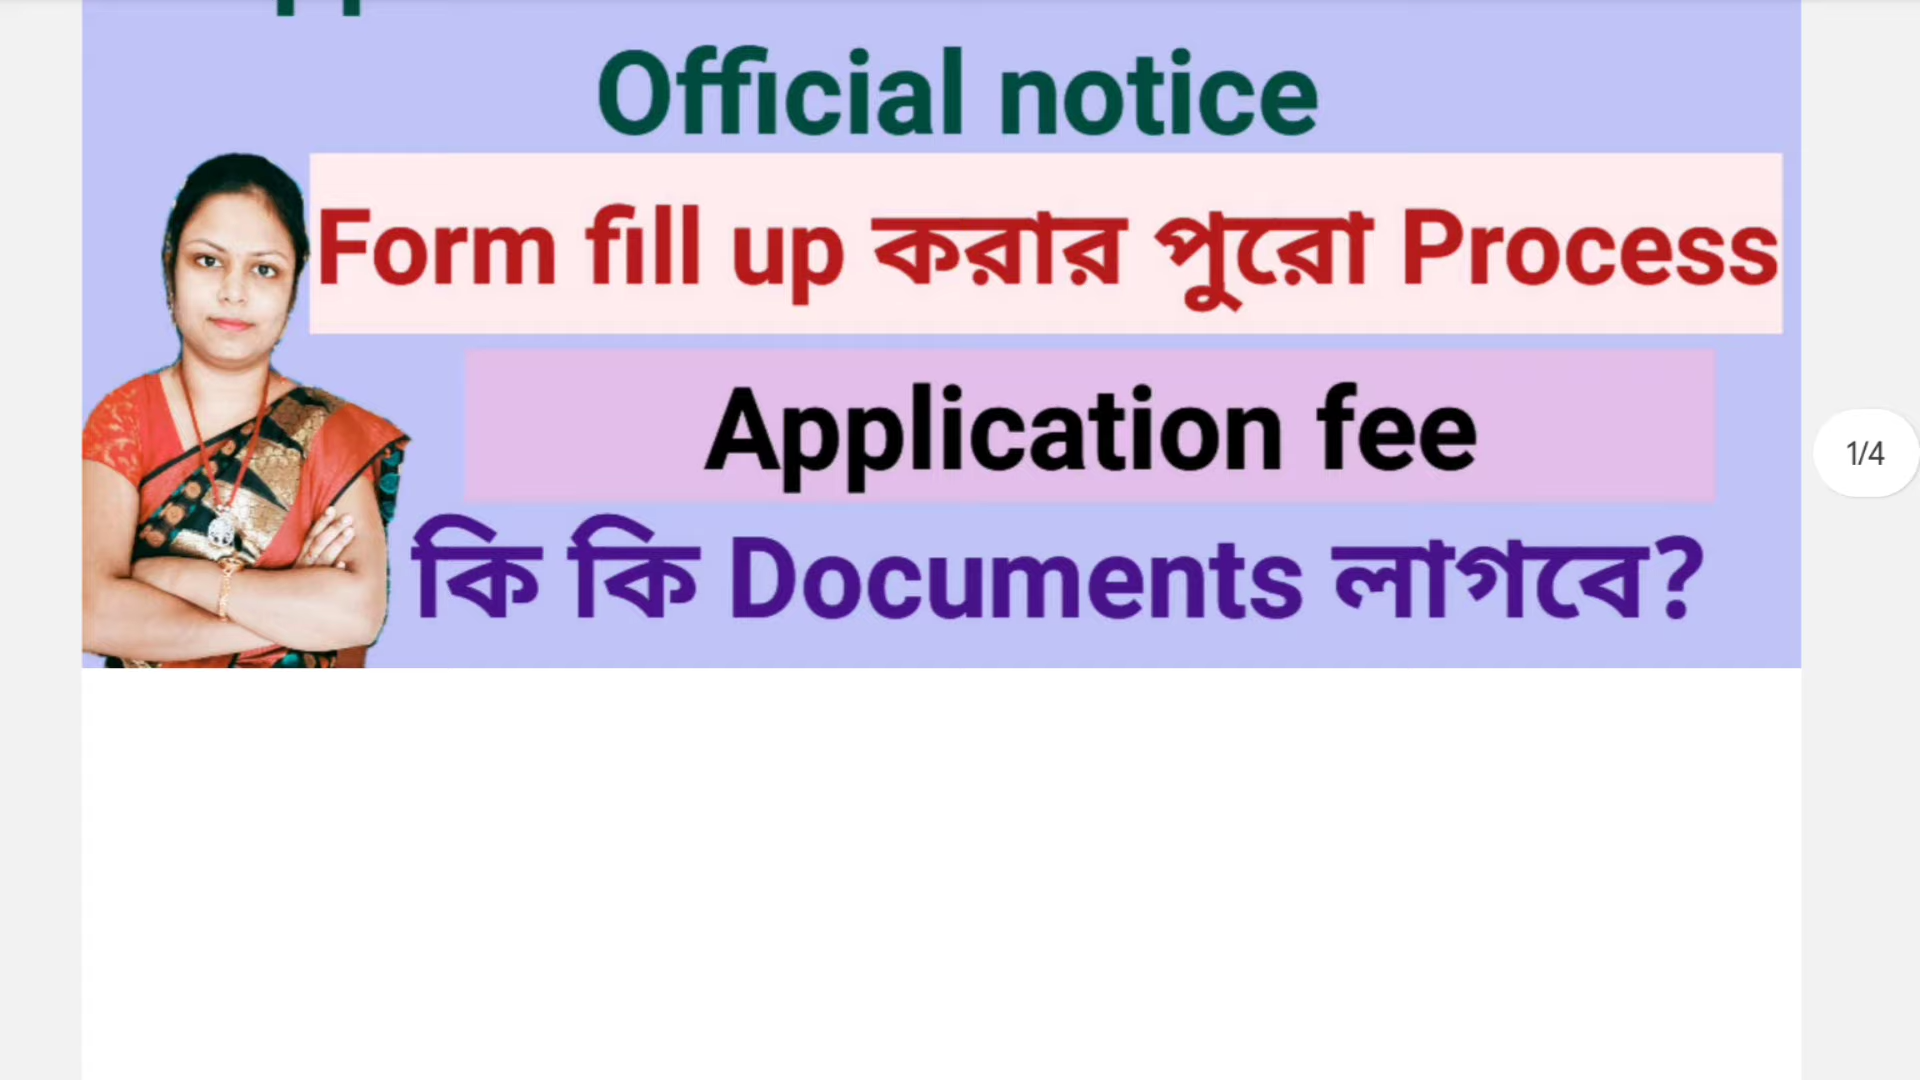 Official notice
Form fill up করার পুরো Process
Application fee
কি কি Documents লাগবে?
1/4